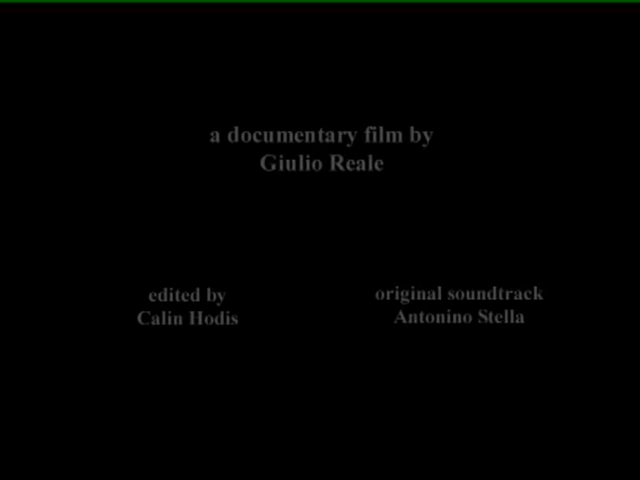 a documentary film by
Giulio Reale
edited by
Calin Hodis
original soundtrack
Antonino Stella